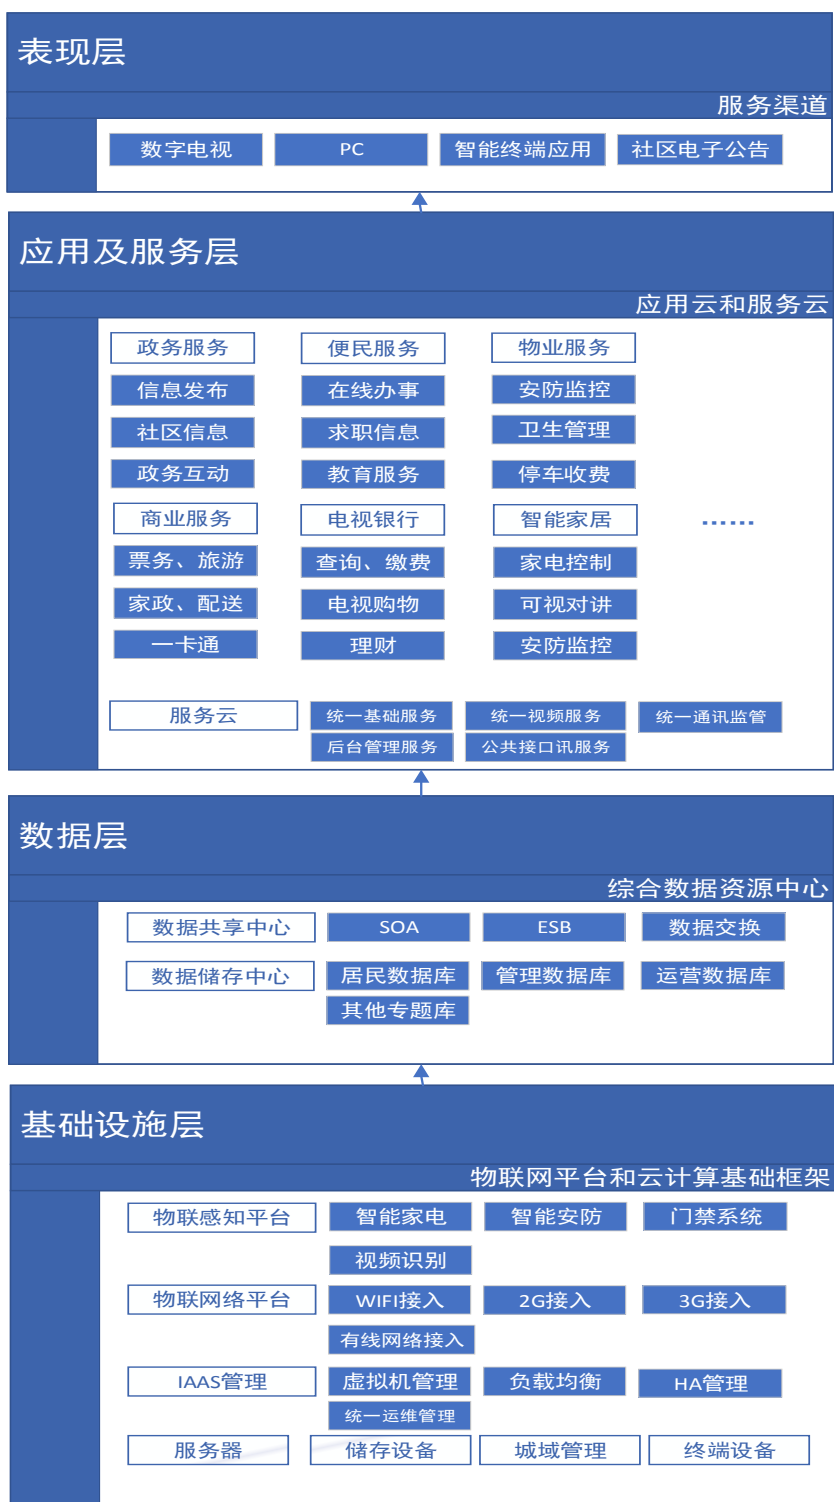 表现层
服务渠道
数字电视 PC 智能终端应用 社区电子公告
应用及服务层
应用云和服务云
政务服务 便民服务 物业服务
信息发布 在线办事 安防监控
社区信息 求职信息 卫生管理
政务互动 教育服务 停车收费
商业服务 电视银行 智能家居 ……
票务、旅游 查询、缴费 家电控制
家政、配送 电视购物 可视对讲
一卡通 理财 安防监控
服务云 统一基础服务 统一视频服务 统一通讯监管
后台管理服务 公共接口讯服务
数据层
综合数据资源中心
数据共享中心 SOA ESB 数据交换
数据储存中心 居民数据库 管理数据库 运营数据库
其他专题库
基础设施层
物联网平台和云计算基础框架
物联感知平台 智能家电 智能安防 门禁系统
视频识别
物联网络平台 WIFI接入 2G接入 3G接入
有线网络接入
IAAS管理 虚拟机管理 负载均衡 HA管理
统一运维管理
服务器 储存设备 城域管理 终端设备